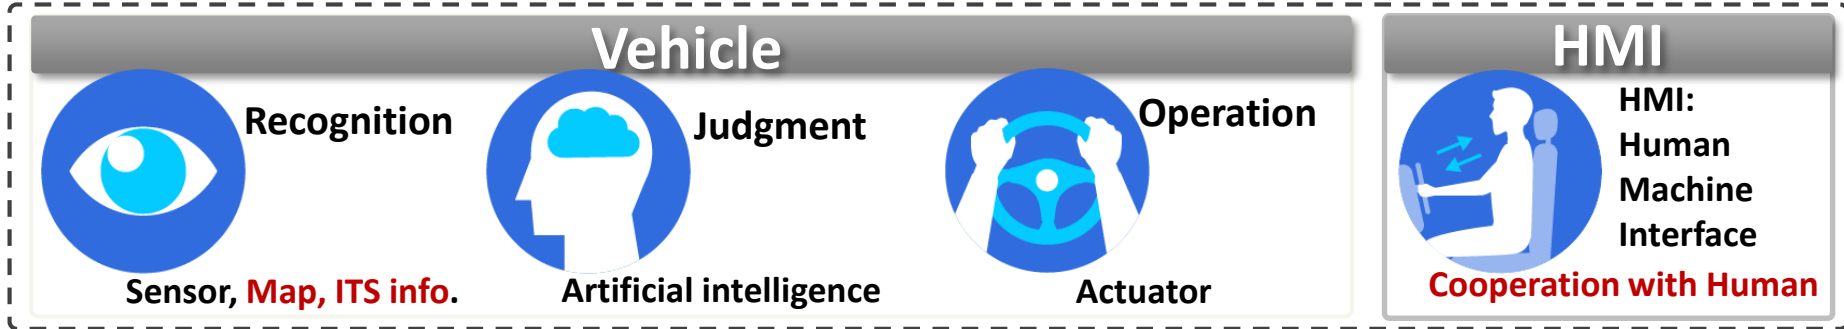 Vehicle
Recognition
Sensor, Map, ITS info.
Judgment
Artificial intelligence
Operation
Actuator
HMI
HMI:
Human
Machine
Interface
Cooperation with Human